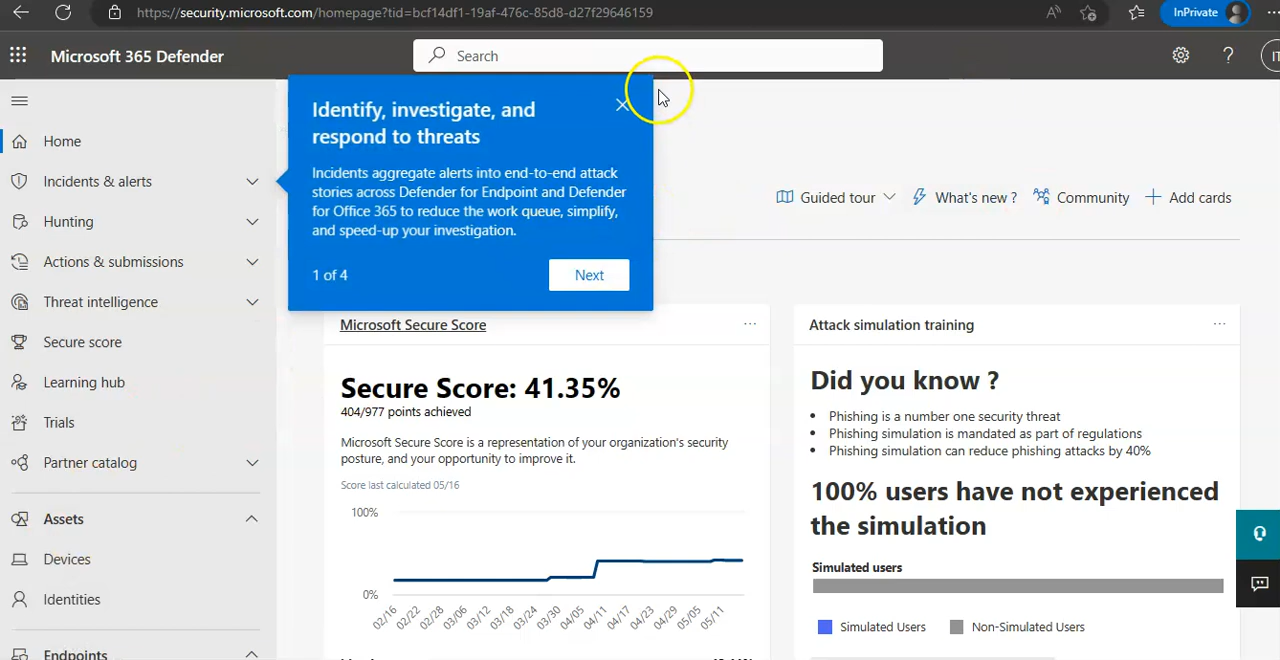 https://security.microsoft.com/homepage?tid=bcf14df1-19af-476c-85d8-d27f29646159
InPrivate
Microsoft 365 Defender
Search
?
IT
Home
Incidents & alerts
Hunting
Actions & submissions
Threat intelligence
Secure score
Learning hub
Trials
Partner catalog
Assets
Devices
Identities
Endpoints
Identify, investigate, and
respond to threats
Incidents aggregate alerts into end-to-end attack
stories across Defender for Endpoint and Defender
for Office 365 to reduce the work queue, simplify,
and speed-up your investigation.
1 of 4
Next
Guided tour
What's new ?
Community
Add cards
Microsoft Secure Score
Secure Score: 41.35%
404/977 points achieved
Microsoft Secure Score is a representation of your organization's security
posture, and your opportunity to improve it.
Score last calculated 05/16
100%
0%
02/16 02/22 02/28 03/06 03/12 03/18 03/24 03/30 04/05 04/11 04/17 04/23 04/29 05/05 05/11
Attack simulation training
Did you know ?
• Phishing is a number one security threat
• Phishing simulation is mandated as part of regulations
• Phishing simulation can reduce phishing attacks by 40%
100% users have not experienced
the simulation
Simulated users
Simulated Users
Non-Simulated Users